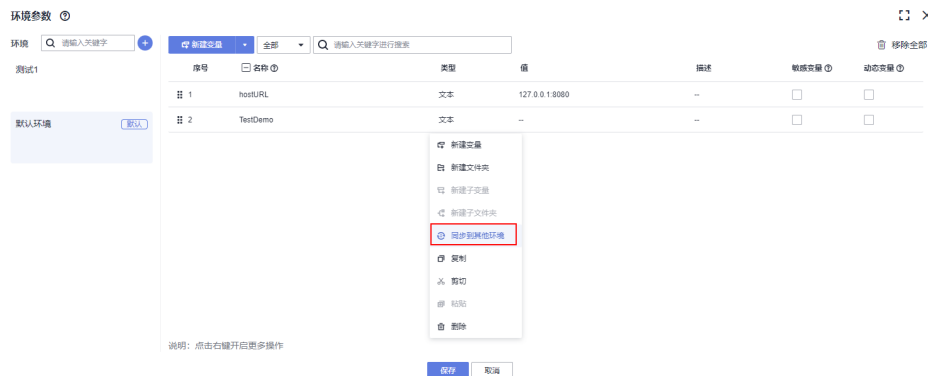 环境参数
环境 请输入关键字 新建变量 全部 请输入关键字进行搜索 移除全部
测试1
默认环境 默认
序号 名称 类型 值 描述 敏感变量 动态变量
1 hostURL 文本 127.0.0.1:8080 --
2 TestDemo 文本 -- --
新建变量
新建文件夹
新建子变量
新建子文件夹
同步到其他环境
复制
剪切
粘贴
删除
说明：点击右键开启更多操作
保存 取消